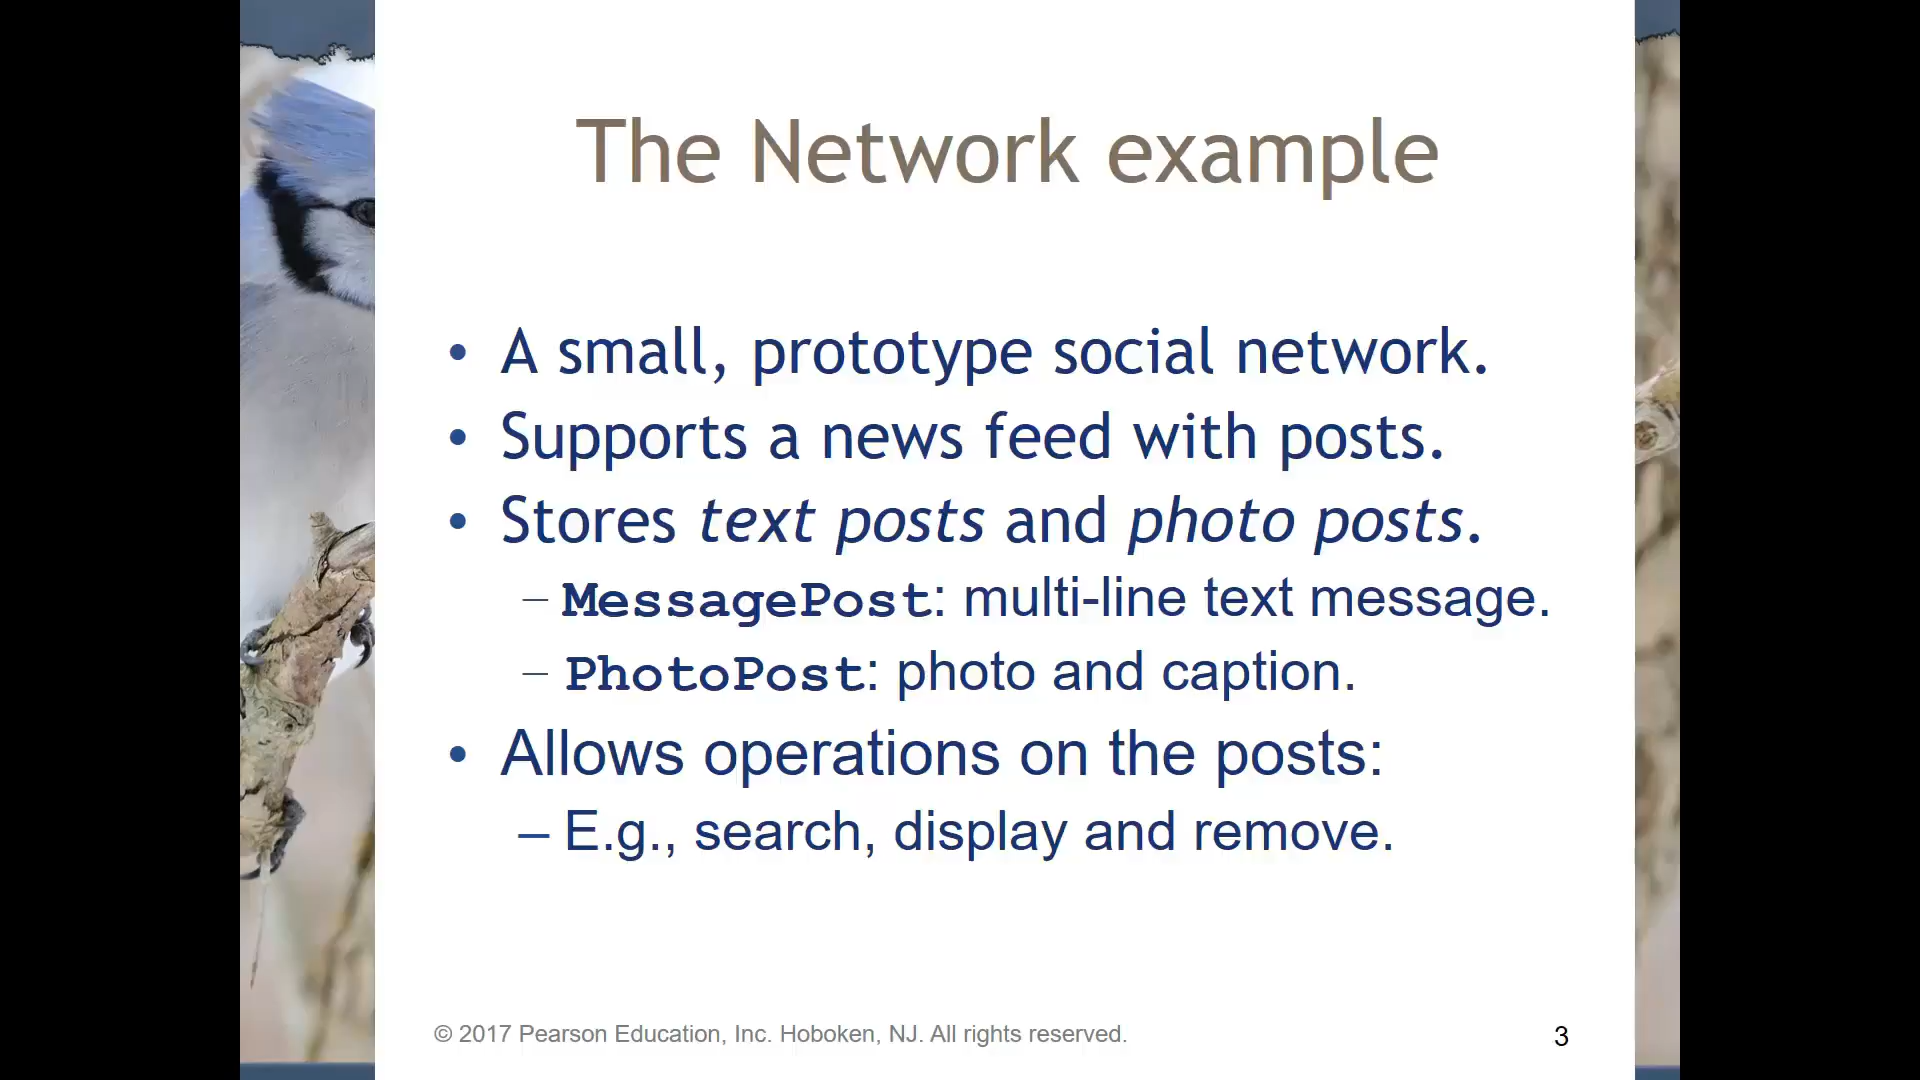 The Network example
• A small, prototype social network.
• Supports a news feed with posts.
• Stores text posts and photo posts.
– MessagePost: multi-line text message.
– PhotoPost: photo and caption.
• Allows operations on the posts:
– E.g., search, display and remove.
© 2017 Pearson Education, Inc. Hoboken, NJ. All rights reserved.
3